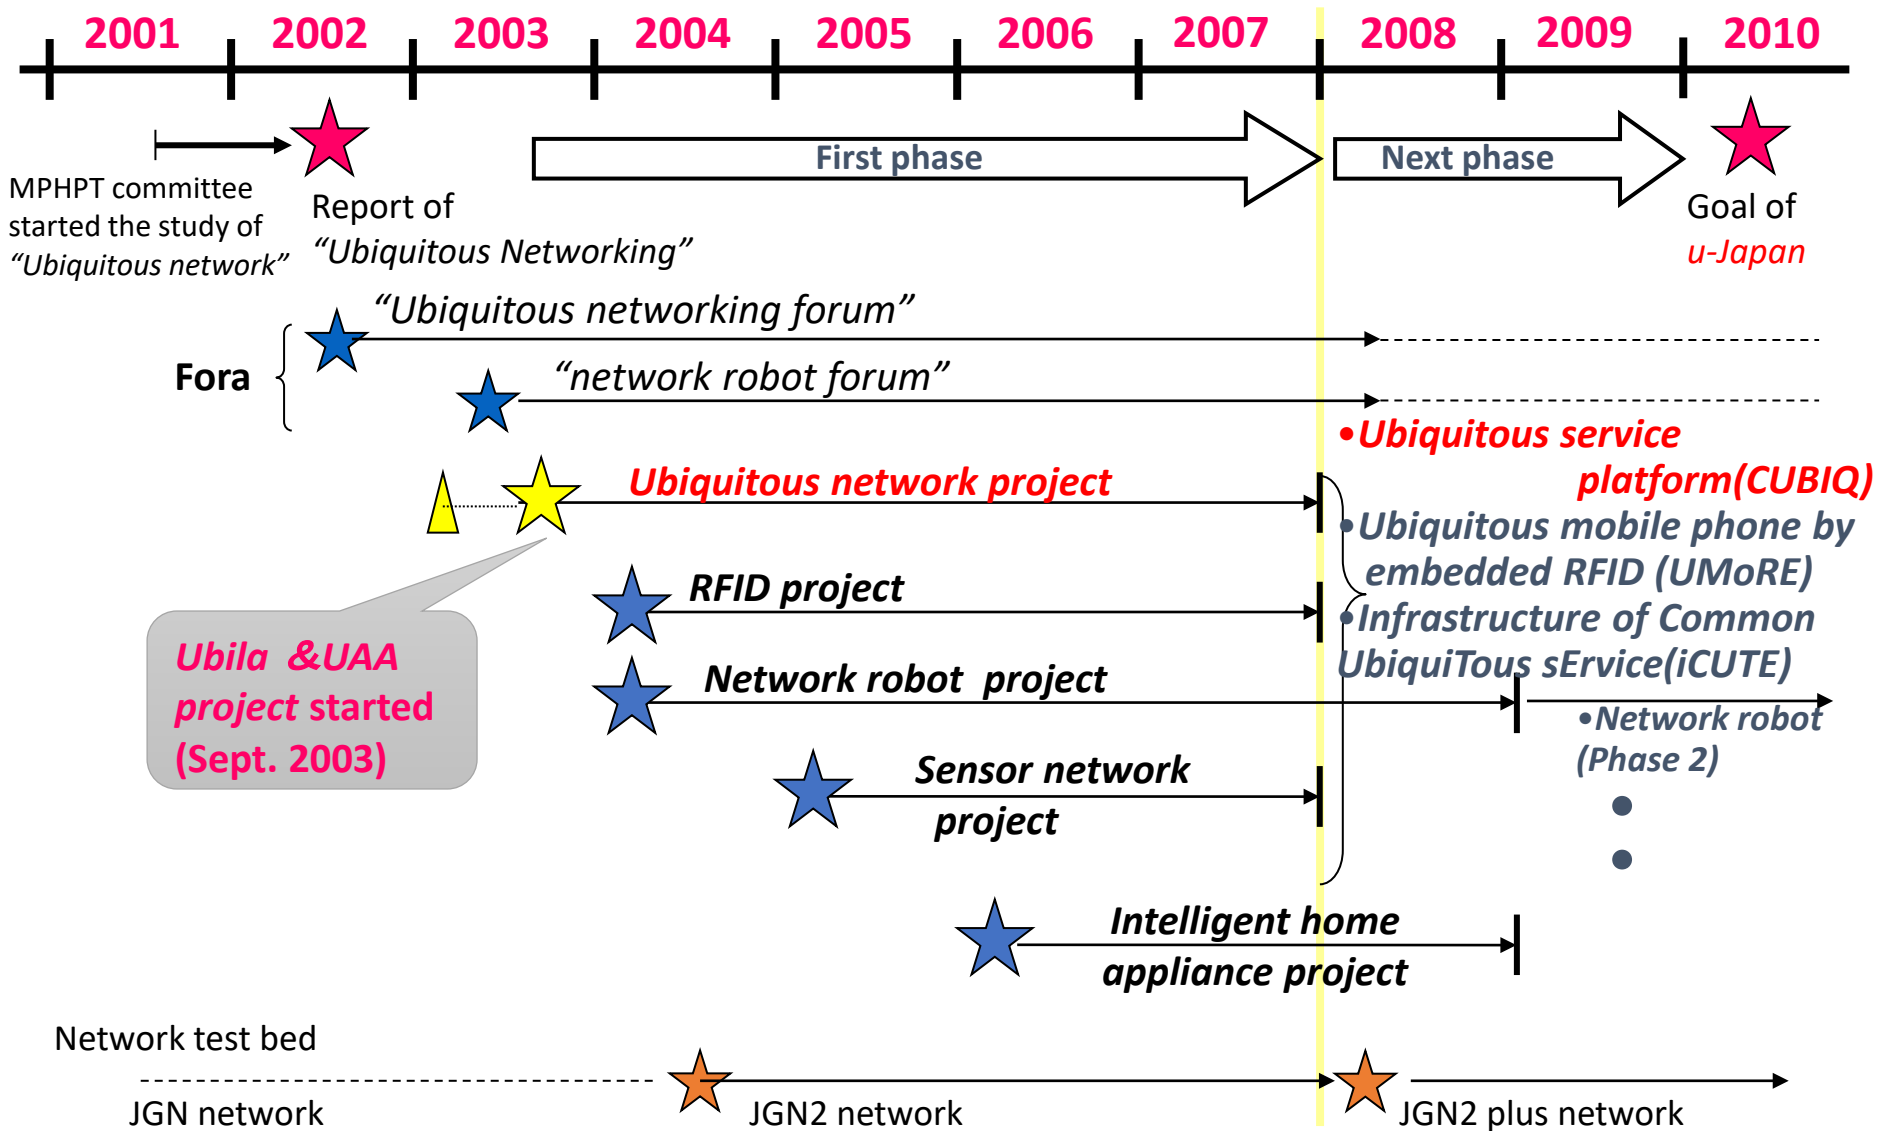 2001 2002 2003 2004 2005 2006 2007 2008 2009 2010
First phase
Next phase
MPHPT committee
started the study of
“Ubiquitous network”
Report of
“Ubiquitous Networking”
Goal of
u-Japan
Fora
“Ubiquitous networking forum”
“network robot forum”
Ubiquitous network project
•Ubiquitous service
platform(CUBIQ)
•Ubiquitous mobile phone by
embedded RFID (UMoRE)
•Infrastructure of Common
UbiquiTous sErvice(iCUTE)
RFID project
Ubila &UAA
project started
(Sept. 2003)
Network robot project
•Network robot
(Phase 2)
•
•
Sensor network
project
Intelligent home
appliance project
Network test bed
JGN network
JGN2 network
JGN2 plus network